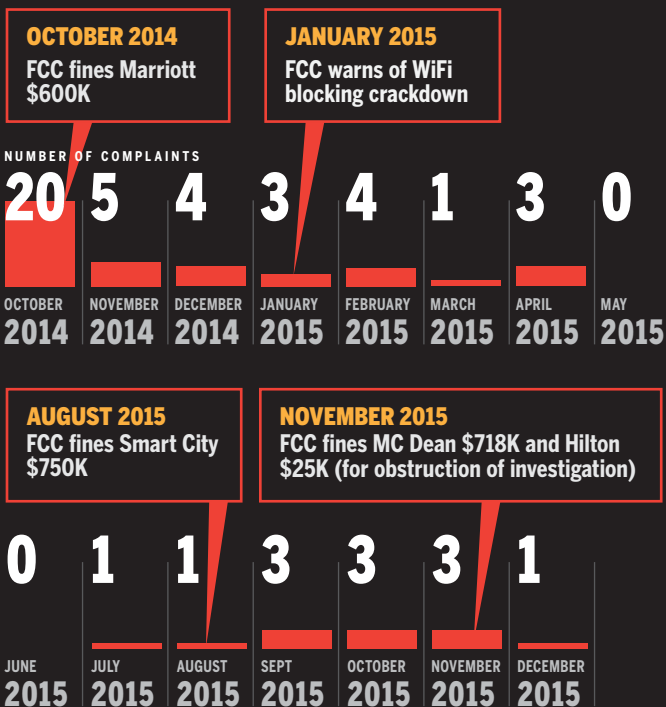 OCTOBER 2014
FCC fines Marriott
$600K
JANUARY 2015
FCC warns of WiFi
blocking crackdown
NUMBER OF COMPLAINTS
20 5 4 3 4 1 3 0
OCTOBER NOVEMBER DECEMBER JANUARY FEBRUARY MARCH APRIL MAY
2014 2014 2014 2015 2015 2015 2015 2015
AUGUST 2015
FCC fines Smart City
$750K
NOVEMBER 2015
FCC fines MC Dean $718K and Hilton
$25K (for obstruction of investigation)
0 1 1 3 3 3 1
JUNE JULY AUGUST SEPT OCTOBER NOVEMBER DECEMBER
2015 2015 2015 2015 2015 2015 2015